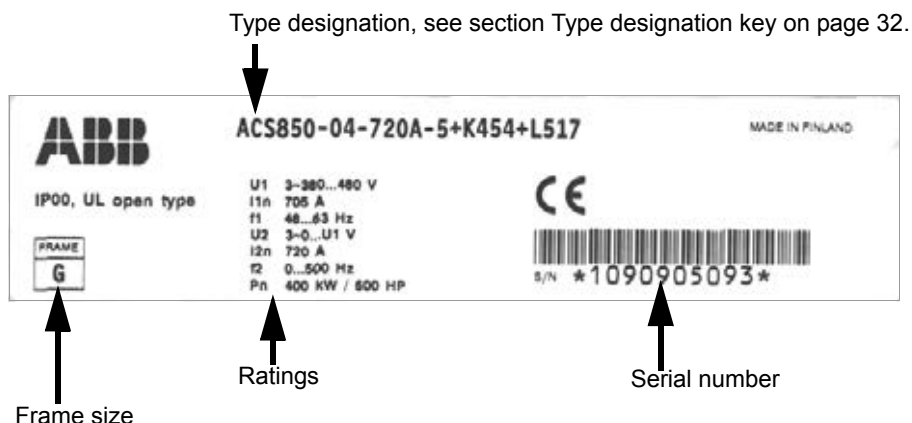 Type designation, see section Type designation key on page 32.
ABB
ACS850-04-720A-5+K454+L517
MADE IN FINLAND
IP00, UL open type
U1 3~380...480 V
I1n 705 A
f1 48...63 Hz
U2 3~0...U1 V
I2n 720 A
f2 0...500 Hz
Pn 400 KW / 600 HP
CE
FRAME
G
S/N *1090905093*
Ratings
Serial number
Frame size